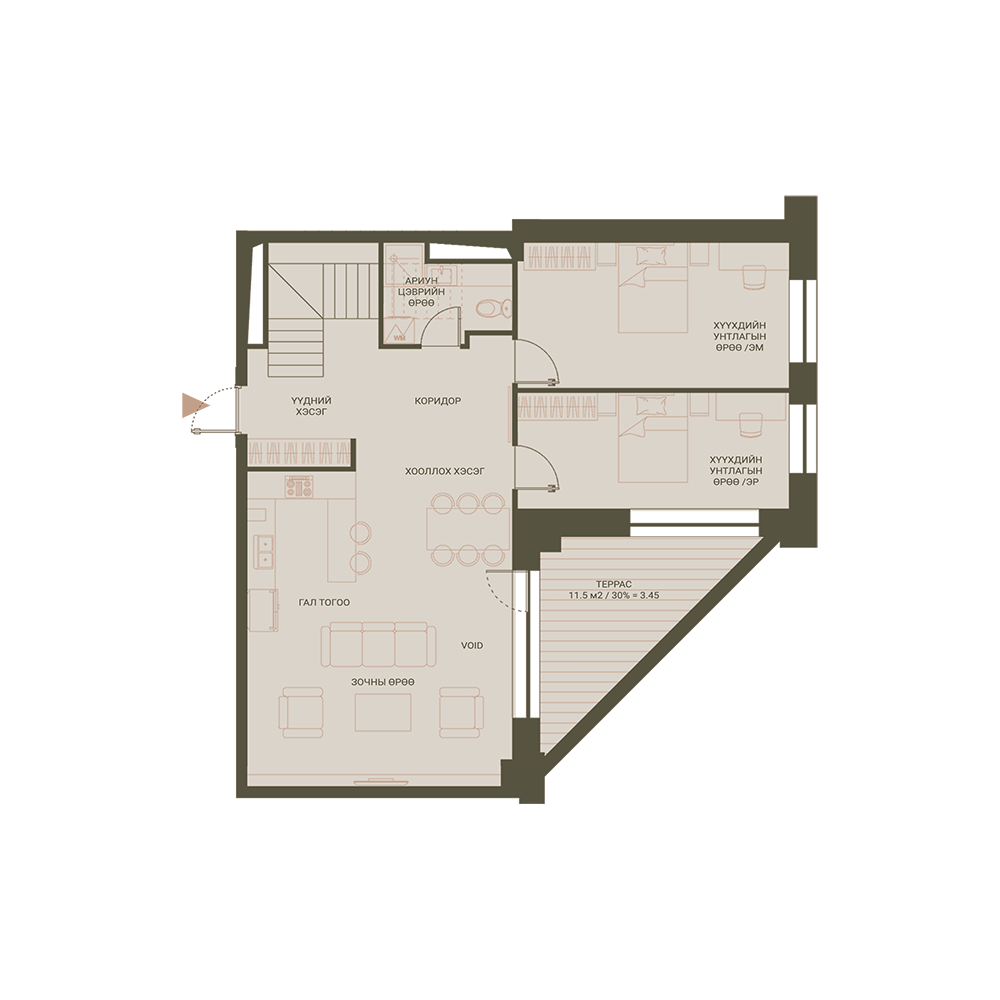 АРИУН
ЦЭВРИЙН
ӨРӨӨ
WM
ХҮҮХДИЙН
УНТЛАГЫН
ӨРӨӨ /ЭМ
ҮҮДНИЙ
ХЭСЭГ
КОРИДОР
ХООЛЛОХ ХЭСЭГ
ХҮҮХДИЙН
УНТЛАГЫН
ӨРӨӨ /ЭР
ТЕРРАС
11.5 м2 / 30% = 3.45
ГАЛ ТОГОО
VOID
ЗОЧНЫ ӨРӨӨ